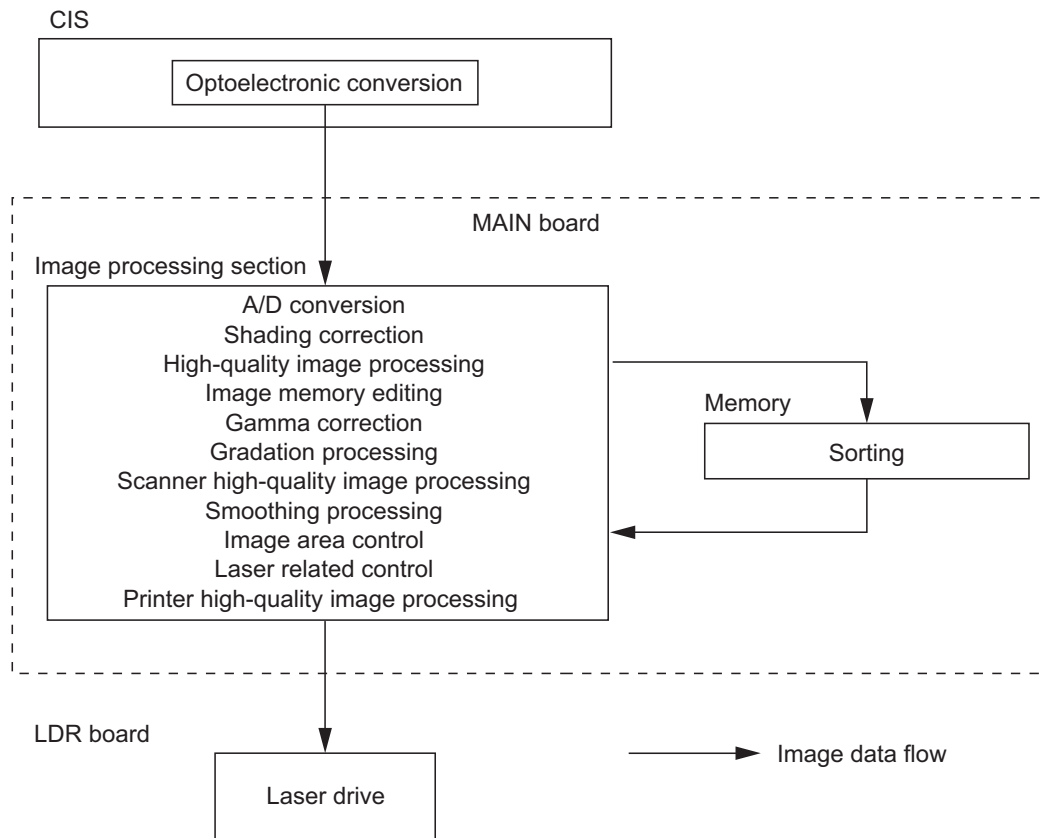 CIS
Optoelectronic conversion
MAIN board
Image processing section
A/D conversion
Shading correction
High-quality image processing
Image memory editing
Gamma correction
Gradation processing
Scanner high-quality image processing
Smoothing processing
Image area control
Laser related control
Printer high-quality image processing
Memory
Sorting
LDR board
Laser drive
Image data flow